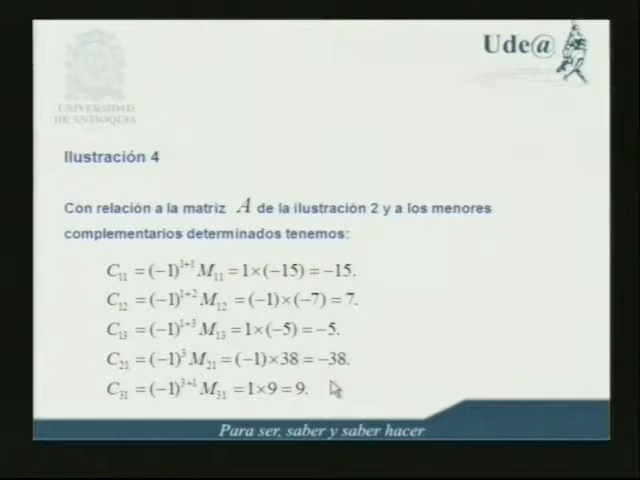 Ude@
UNIVERSIDAD
DE ANTIOQUIA
Ilustración 4
Con relación a la matriz A de la ilustración 2 y a los menores
complementarios determinados tenemos:
C₁₁ = (−1)¹⁺¹ M₁₁ = 1×(−15) = −15.
C₁₂ = (−1)¹⁺² M₁₂ = (−1)×(−7) = 7.
C₁₃ = (−1)¹⁺³ M₁₃ = 1×(−5) = −5.
C₂₁ = (−1)³ M₂₁ = (−1)×38 = −38.
C₃₁ = (−1)³⁺¹ M₃₁ = 1×9 = 9.
Para ser, saber y saber hacer